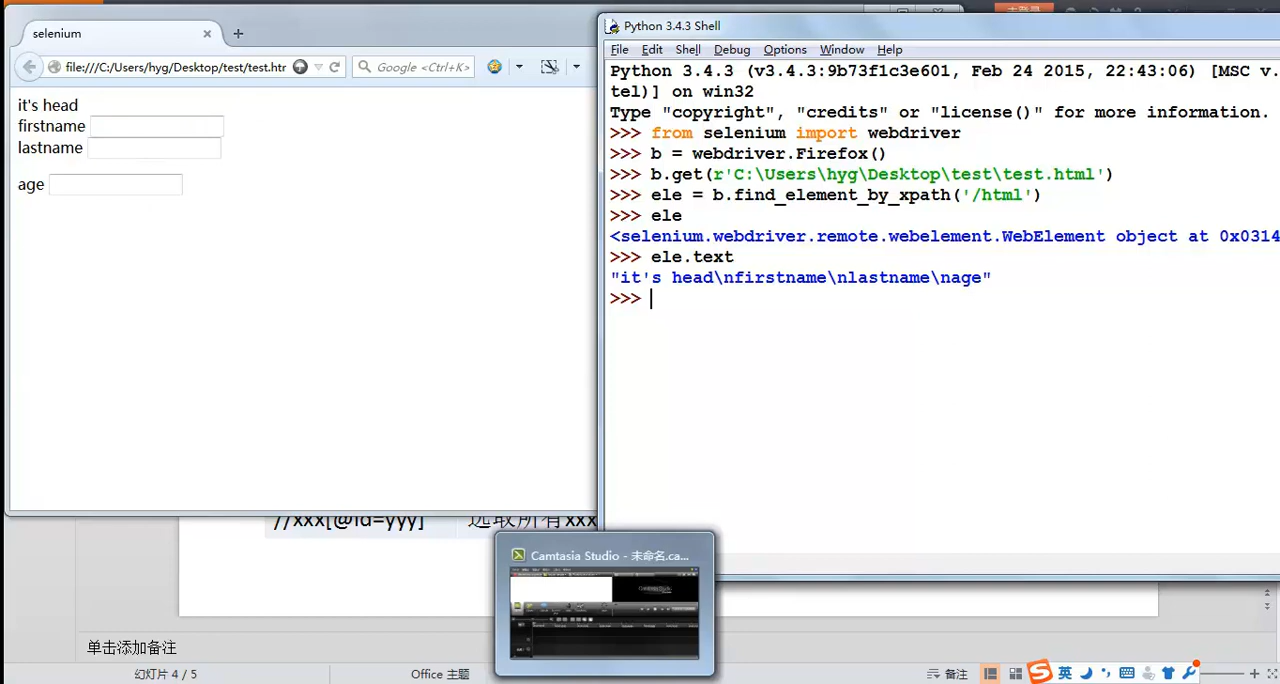 selenium
file:///C:/Users/hyg/Desktop/test/test.htr
Google <Ctrl+K>
it's head
firstname
lastname
age
Python 3.4.3 Shell
File Edit Shell Debug Options Window Help
Python 3.4.3 (v3.4.3:9b73f1c3e601, Feb 24 2015, 22:43:06) [MSC v.
tel)] on win32
Type "copyright", "credits" or "license()" for more information.
>>> from selenium import webdriver
>>> b = webdriver.Firefox()
>>> b.get(r'C:\Users\hyg\Desktop\test\test.html')
>>> ele = b.find_element_by_xpath('/html')
>>> ele
<selenium.webdriver.remote.webelement.WebElement object at 0x0314
>>> ele.text
"it's head\nfirstname\nlastname\nage"
>>>
//xxx[@id=yyy] 选取所有xxx
Camtasia Studio - 未命名.ca...
单击添加备注
幻灯片 4 / 5
Office 主题
备注
英